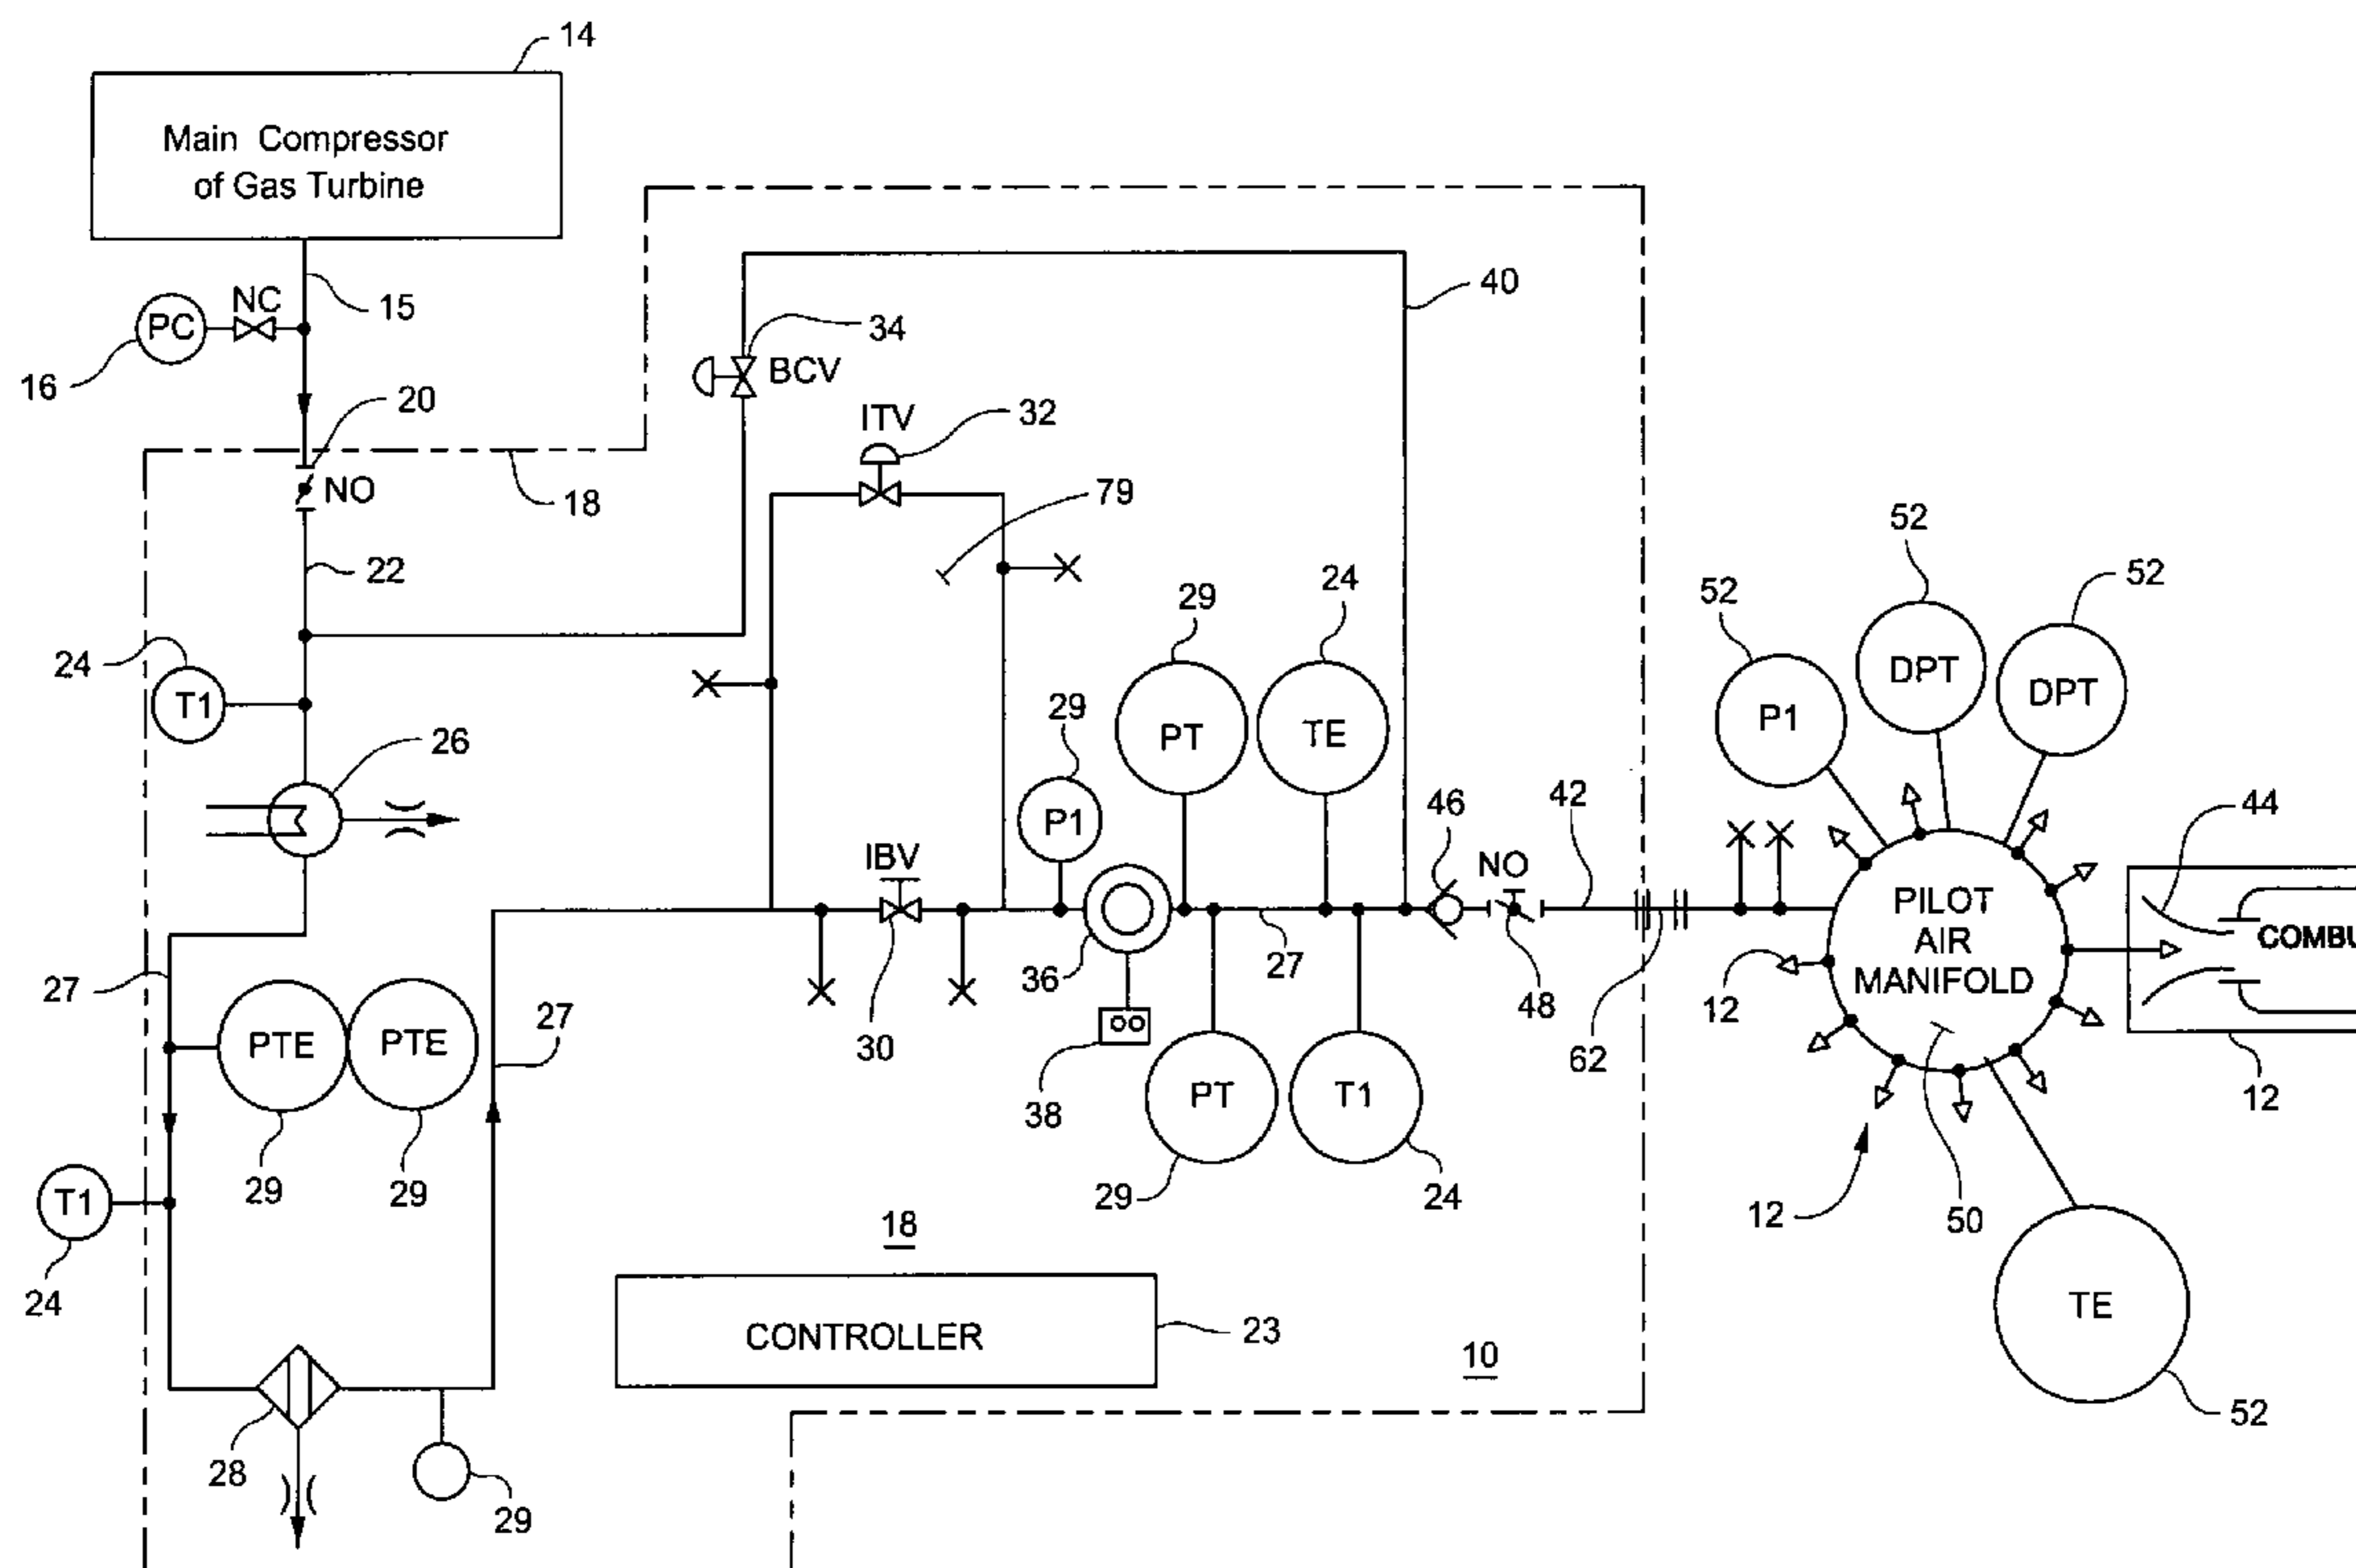 14
Main Compressor
of Gas Turbine
15
NC
PC
16
40
34
BCV
20
NO
18
ITV
32
79
22
24
T1
26
29
24
PT
TE
29
P1
52
52
52
P1
DPT
DPT
46
42
NO
44
IBV
PILOT
AIR
MANIFOLD
COMBU
27
PTE
PTE
27
36
27
48
12
30
38
62
12
29
29
PT
T1
T1
24
29
24
12
50
18
TE
CONTROLLER
23
10
52
28
29